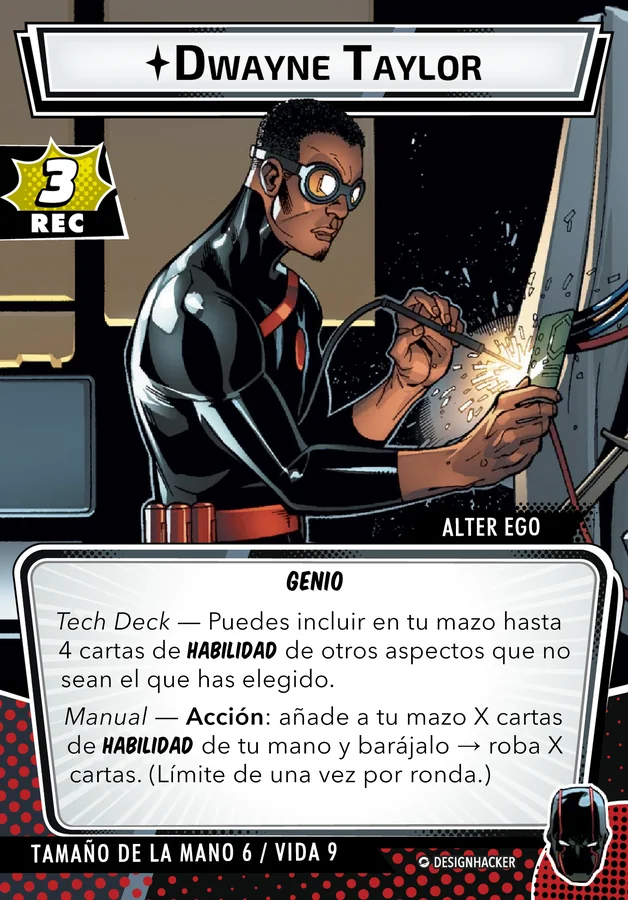 ✦Dwayne Taylor
3
REC
ALTER EGO
GENIO
Tech Deck — Puedes incluir en tu mazo hasta
4 cartas de HABILIDAD de otros aspectos que no
sean el que has elegido.
Manual — Acción: añade a tu mazo X cartas
de HABILIDAD de tu mano y barájalo → roba X
cartas. (Límite de una vez por ronda.)
TAMAÑO DE LA MANO 6 / VIDA 9
DESIGNHACKER